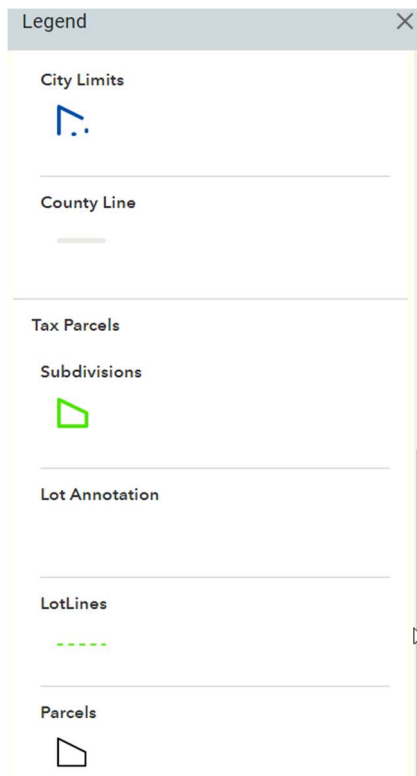 Legend
City Limits
County Line
Tax Parcels
Subdivisions
Lot Annotation
LotLines
Parcels